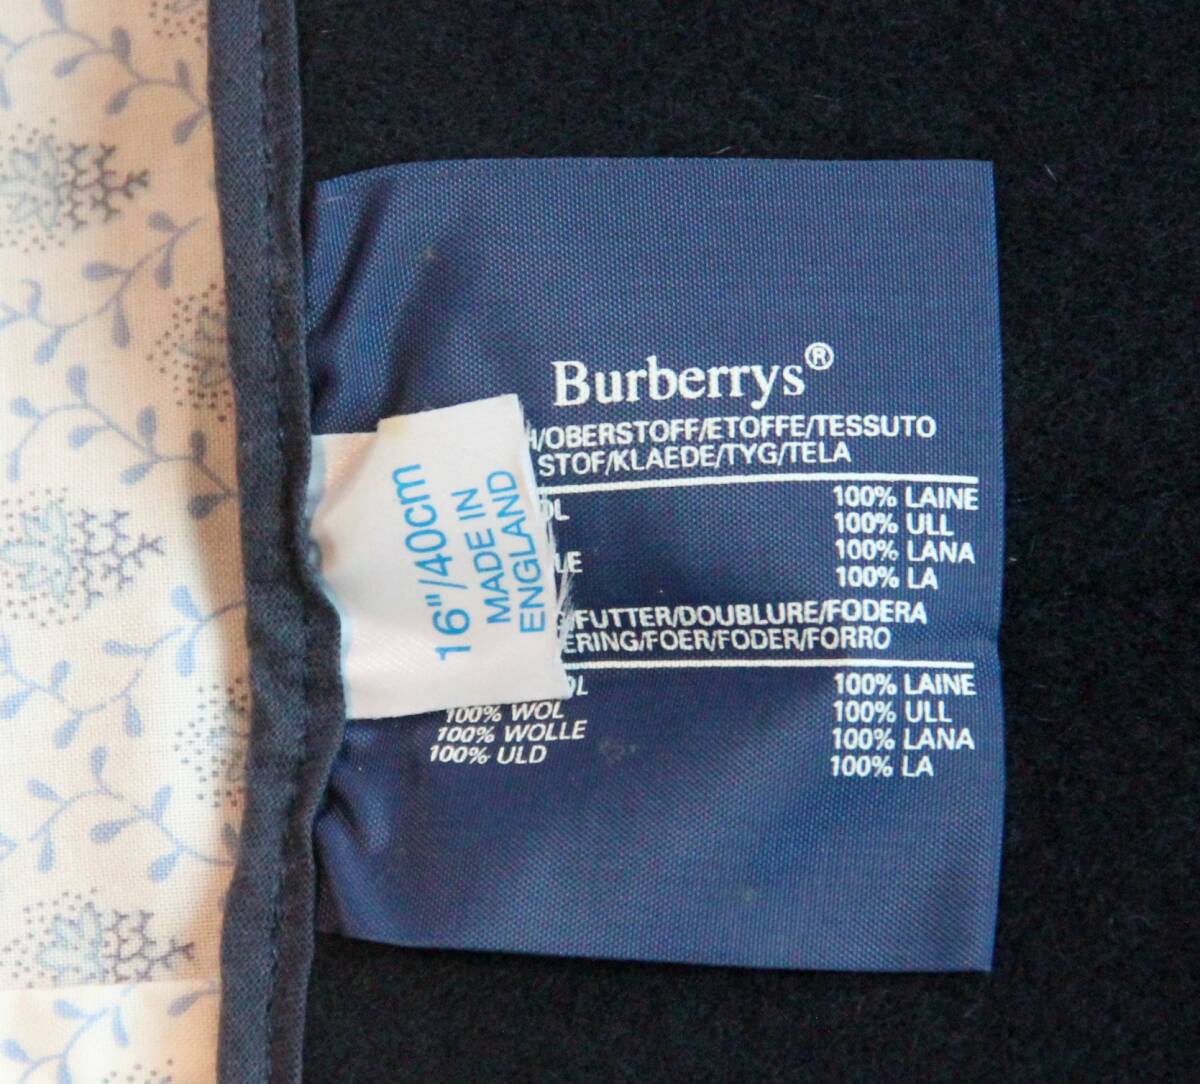 Burberrys®
/OBERSTOFF/ETOFFE/TESSUTO
STOF/KLAEDE/TYG/TELA
100% LAINE
100% ULL
100% LANA
100% LA
/FUTTER/DOUBLURE/FODERA
ERING/FOER/FODER/FORRO
100% LAINE
100% WOL 100% ULL
100% WOLLE 100% LANA
100% ULD 100% LA
16"/40cm
MADE IN
ENGLAND